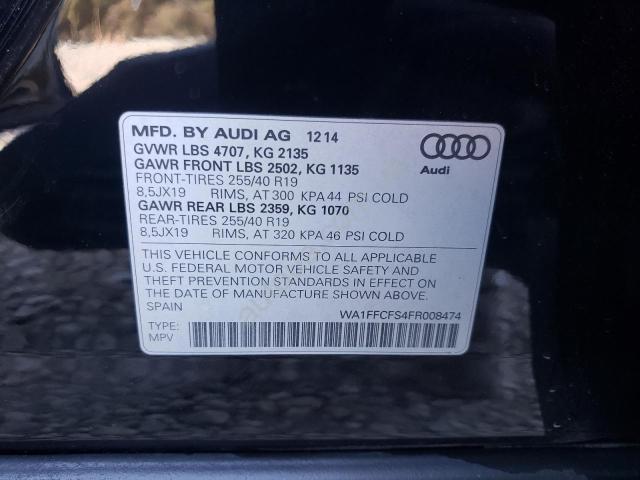 MFD. BY AUDI AG 12 14
GVWR LBS 4707, KG 2135
GAWR FRONT LBS 2502, KG 1135
FRONT-TIRES 255/40 R19
8,5JX19 RIMS, AT 300 KPA 44 PSI COLD
GAWR REAR LBS 2359, KG 1070
REAR-TIRES 255/40 R19
8,5JX19 RIMS, AT 320 KPA 46 PSI COLD
Audi
THIS VEHICLE CONFORMS TO ALL APPLICABLE
U.S. FEDERAL MOTOR VEHICLE SAFETY AND
THEFT PREVENTION STANDARDS IN EFFECT ON
THE DATE OF MANUFACTURE SHOWN ABOVE.
SPAIN
WA1FFCFS4FR008474
TYPE:
MPV